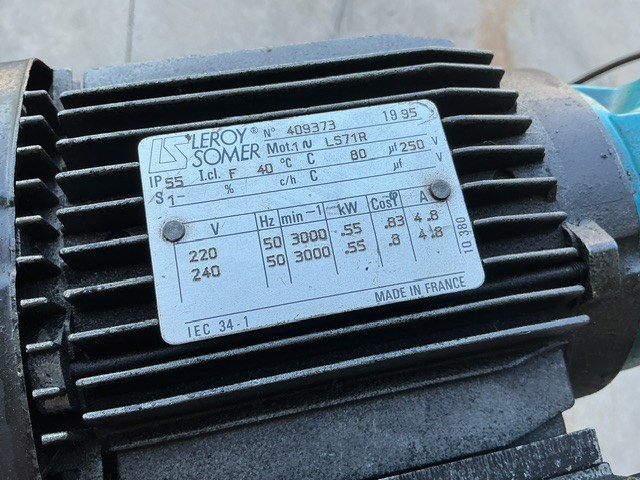 LS LEROY® SOMER N° 409373 1995
Mot.1 ~ LS71R
IP 55 I.cl. F 40 °C C 80 µf 250 V
S1- % c/h C µf V
V Hz min-1 kW Cosφ A
220 50 3000 .55 .83 4.8
240 50 3000 .55 .8 4.8
IEC 34-1 MADE IN FRANCE
10 380